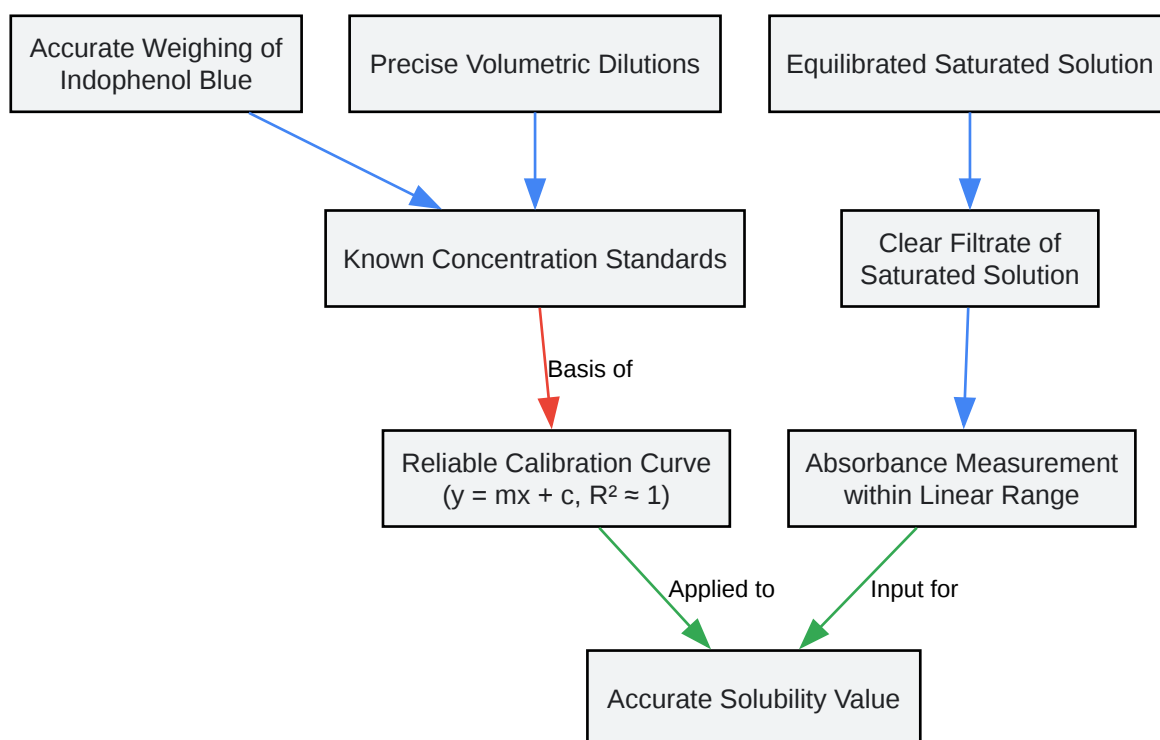 Accurate Weighing of
Indophenol Blue
Precise Volumetric Dilutions
Equilibrated Saturated Solution
Known Concentration Standards
Clear Filtrate of
Saturated Solution
Basis of
Reliable Calibration Curve
(y = mx + c, R² ≈ 1)
Absorbance Measurement
within Linear Range
Applied to
Input for
Accurate Solubility Value